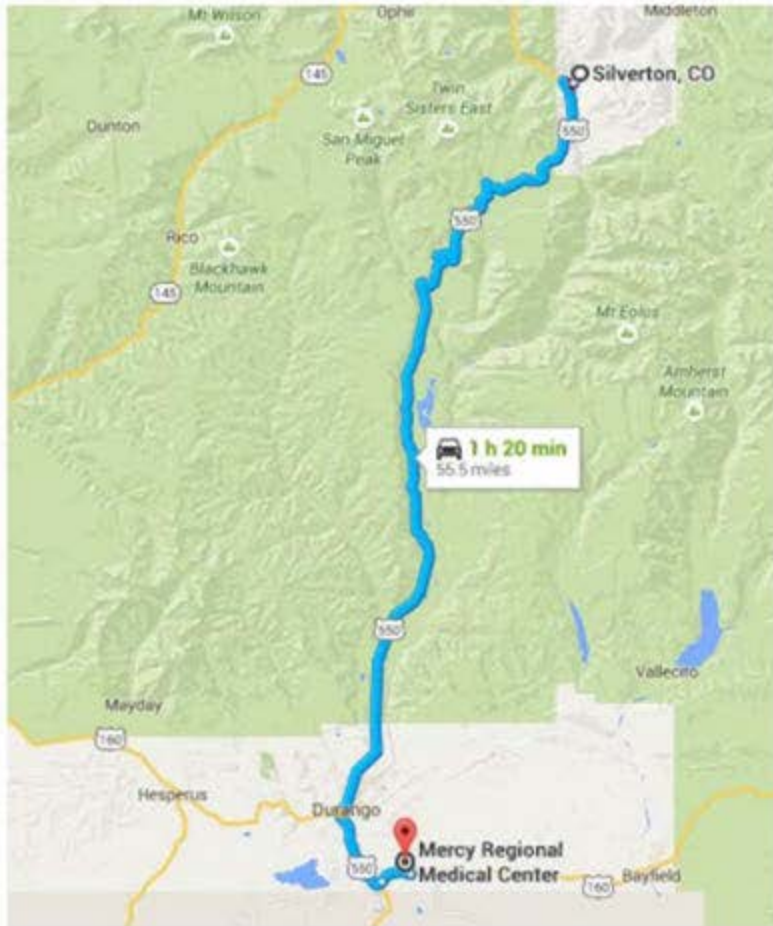 Mt Wilson
Ophir
Middleton
145
Silverton, CO
Twin
Sisters East
Dunton
San Miguel
Peak
550
550
Rico
Blackhawk
Mountain
145
Mt Eolus
Amherst
Mountain
1 h 20 min
55.5 miles
550
Vallecito
Mayday
160
Hesperus
Durango
Mercy Regional
Medical Center
550
160
Bayfield